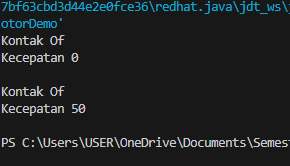 7bf63cbd3d44e2e0fce36\redhat.java\jdt_ws\
otorDemo'
Kontak Of
Kecepatan 0
Kontak Of
Kecepatan 50
PS C:\Users\USER\OneDrive\Documents\Semes